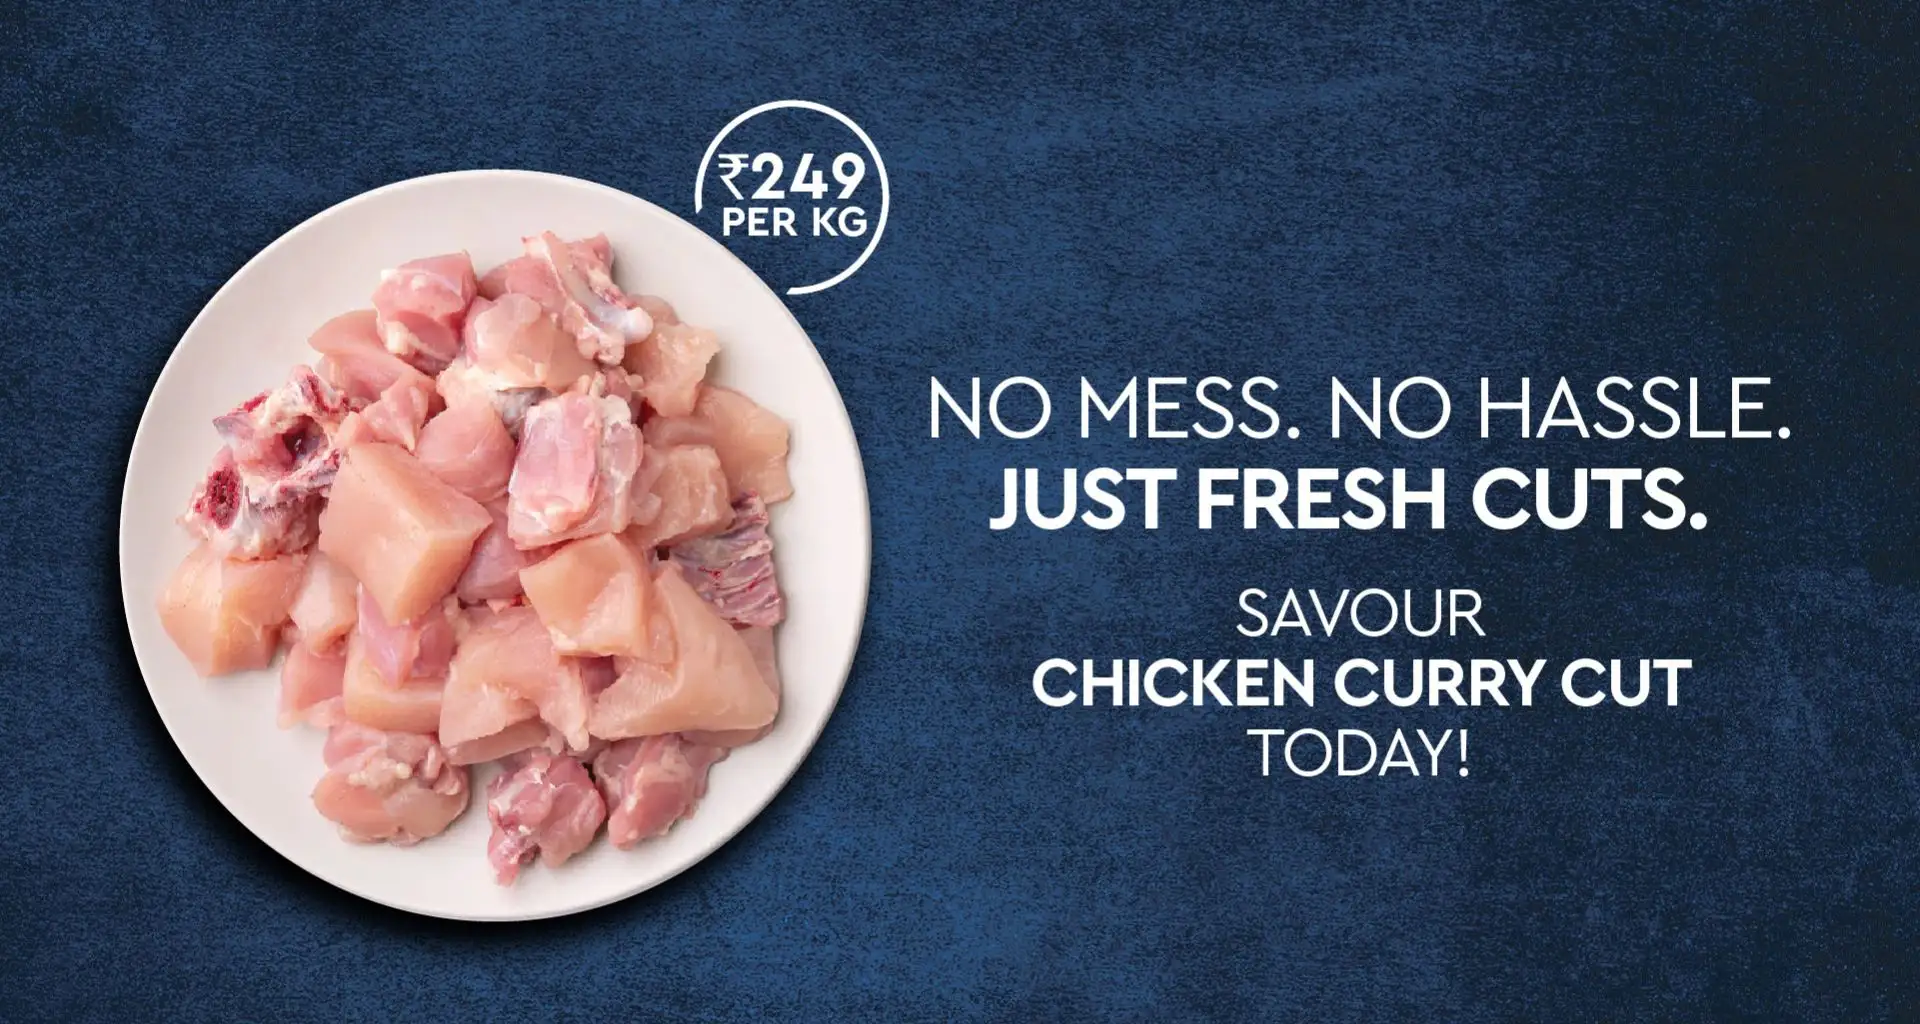 ₹249
PER KG
NO MESS. NO HASSLE.
JUST FRESH CUTS.
SAVOUR
CHICKEN CURRY CUT
TODAY!